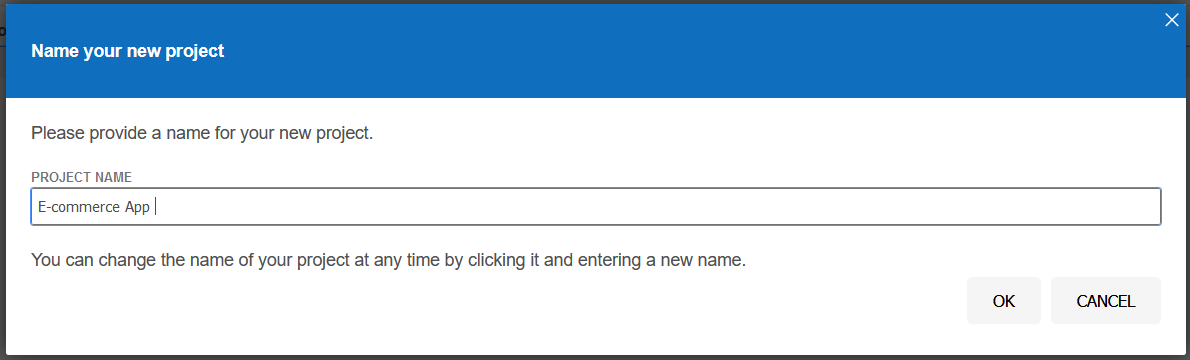 Name your new project
Please provide a name for your new project.
PROJECT NAME
E-commerce App
You can change the name of your project at any time by clicking it and entering a new name.
OK CANCEL